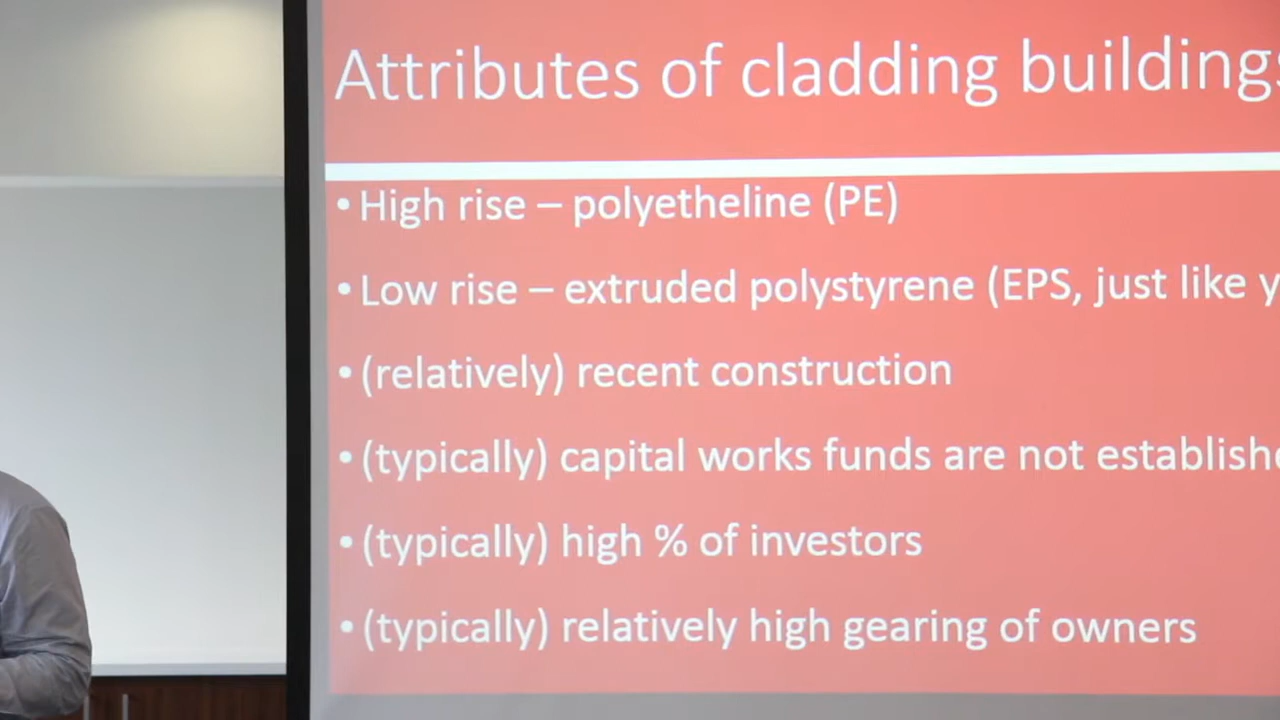 Attributes of cladding buildings
• High rise – polyetheline (PE)
• Low rise – extruded polystyrene (EPS, just like
• (relatively) recent construction
• (typically) capital works funds are not
• (typically) high % of investors
• (typically) relatively high gearing of owners